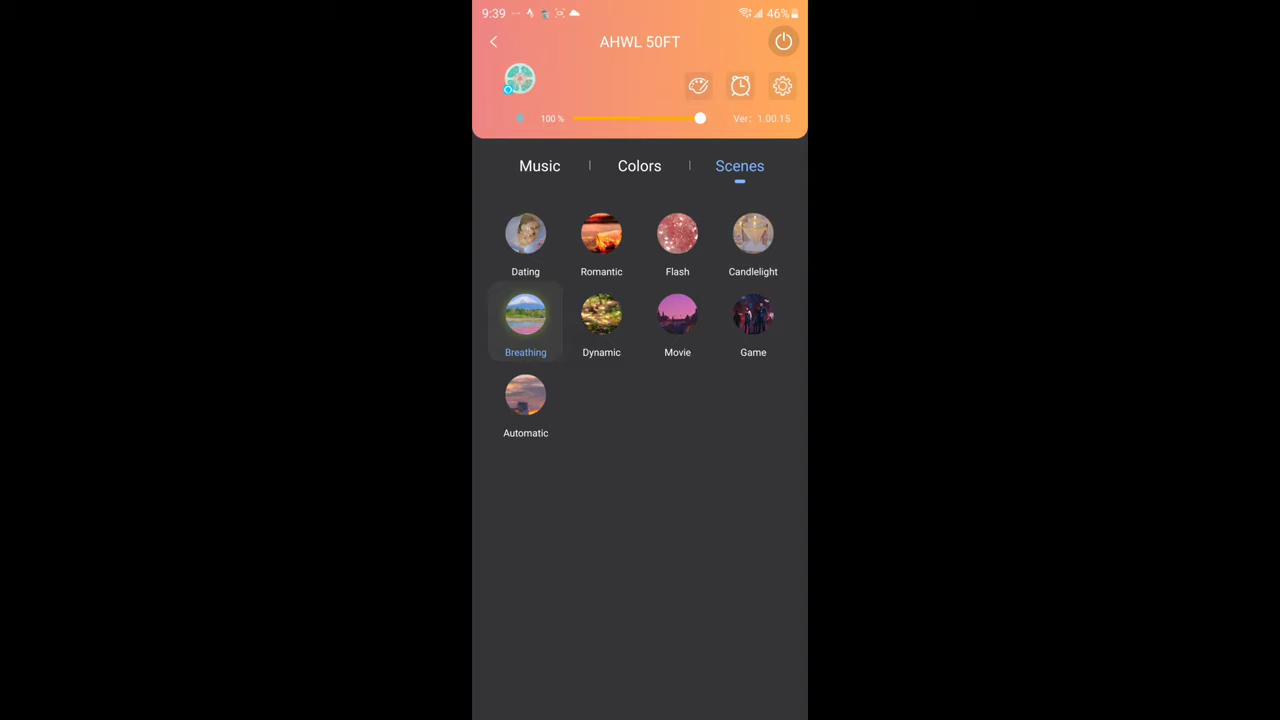 9:39 46%
AHWL 50FT
100% Ver: 1.00.15
Music Colors Scenes
Dating Romantic Flash Candlelight
Breathing Dynamic Movie Game
Automatic